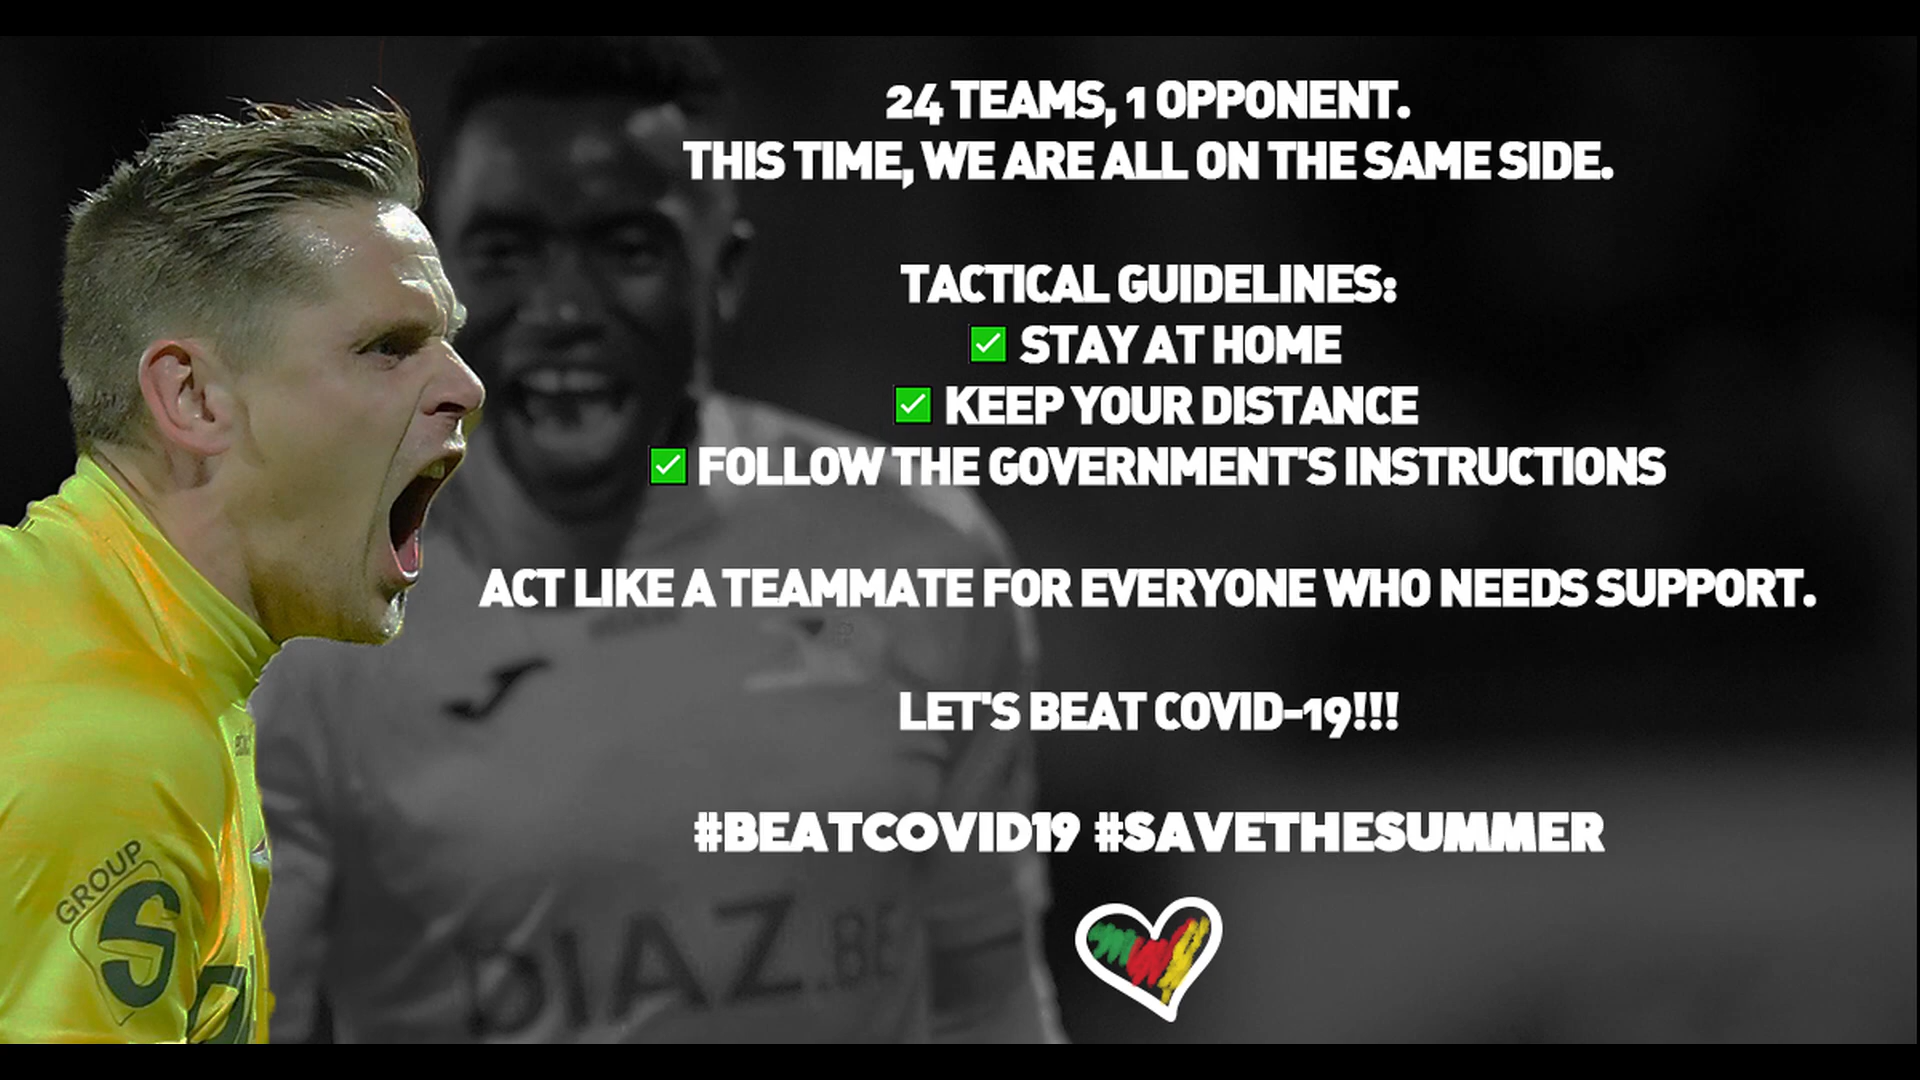 24 TEAMS, 1 OPPONENT.
THIS TIME, WE ARE ALL ON THE SAME SIDE.
TACTICAL GUIDELINES:
✅ STAY AT HOME
✅ KEEP YOUR DISTANCE
✅ FOLLOW THE GOVERNMENT'S INSTRUCTIONS
ACT LIKE A TEAMMATE FOR EVERYONE WHO NEEDS SUPPORT.
LET'S BEAT COVID-19!!!
#BEATCOVID19 #SAVETHESUMMER
GROUP
S
DIAZ.BE